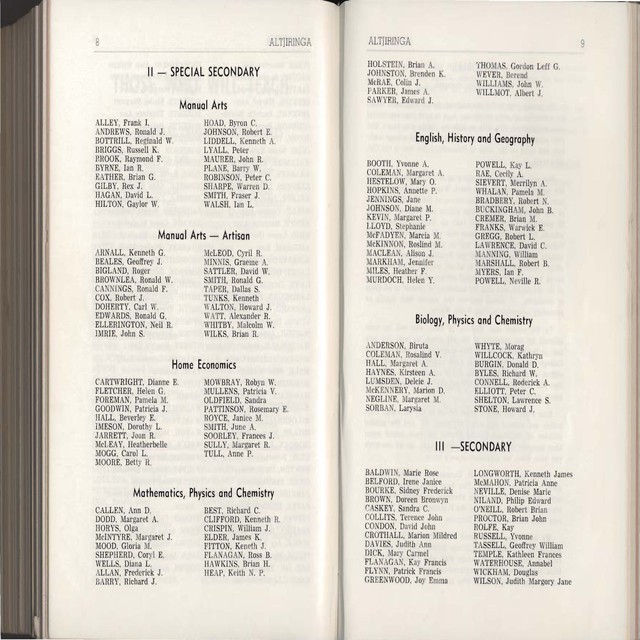 8 ALTJIRINGA
II — SPECIAL SECONDARY
Manual Arts
ALLEY, Frank I.
ANDREWS, Ronald J.
BOTTRILL, Reginald W.
BRIGGS, Russell K.
BROOK, Raymond F.
BYRNE, Ian R.
EATHER, Brian G.
GILBY, Rex J.
HAGAN, David L.
HILTON, Gaylor W.
HOAD, Byron C.
JOHNSON, Robert E.
LIDDELL, Kenneth A.
LYALL, Peter
MAURER, John R.
PLANE, Barry W.
ROBINSON, Peter C.
SHARPE, Warren D.
SMITH, Fraser J.
WALSH, Ian L.
Manual Arts — Artisan
ARNALL, Kenneth G.
BEALES, Geoffrey J.
BIGLAND, Roger
BROWNLEA, Ronald W.
CANNINGS, Ronald F.
COX, Robert J.
DOHERTY, Carl W.
EDWARDS, Ronald G.
ELLERINGTON, Neil R.
IMRIE, John S.
McLEOD, Cyril R.
MINNIS, Graeme A.
SATTLER, David W.
SMITH, Ronald G.
TAPER, Dallas S.
TUNKS, Kenneth
WALTON, Howard J.
WATT, Alexander R.
WHITBY, Malcolm W.
WILKS, Brian R.
Home Economics
CARTWRIGHT, Dianne E.
FLETCHER, Helen G.
FOREMAN, Pamela M.
GOODWIN, Patricia J.
HALL, Beverley E.
IMESON, Dorothy L.
JARRETT, Joan R.
McLEAY, Heatherbelle
MOGG, Carol L.
MOORE, Betty R.
MOWBRAY, Robyn W.
MULLENS, Patricia V.
OLDFIELD, Sandra
PATTINSON, Rosemary E.
ROYCE, Janice M.
SMITH, June A.
SOORLEY, Frances J.
SULLY, Margaret R.
TULL, Anne P.
Mathematics, Physics and Chemistry
CALLEN, Ann D.
DODD, Margaret A.
HORYS, Olga
McINTYRE, Margaret J.
MOOD, Gloria M.
SHEPHERD, Coryl E.
WELLS, Diana L.
ALLAN, Frederick J.
BARRY, Richard J.
BEST, Richard C.
CLIFFORD, Kenneth R.
CRISPIN, William J.
ELDER, James K.
FITTON, Keneth J.
FLANAGAN, Ross B.
HAWKINS, Brian H.
HEAP, Keith N. P.
ALTJIRINGA 9
HOLSTEIN, Brian A.
JOHNSTON, Brenden K.
McRAE, Colin J.
PARKER, James A.
SAWYER, Edward J.
THOMAS, Gordon Leff G.
WEVER, Berend
WILLIAMS, John W.
WILLMOT, Albert J.
English, History and Geography
BOOTH, Yvonne A.
COLEMAN, Margaret A.
HESTELOW, Mary O.
HOPKINS, Annette P.
JENNINGS, Jane
JOHNSON, Diane M.
KEVIN, Margaret P.
LLOYD, Stephanie
McFADYEN, Marcia M.
McKINNON, Roslind M.
MACLEAN, Alison J.
MARKHAM, Jennifer
MILES, Heather F.
MURDOCH, Helen Y.
POWELL, Kay L.
RAE, Cecily A.
SIEVERT, Merrilyn A.
WHALAN, Pamela M.
BRADBERY, Robert N.
BUCKINGHAM, John B.
CREMER, Brian M.
FRANKS, Warwick E.
GREGG, Robert L.
LAWRENCE, David C.
MANNING, William
MARSHALL, Robert B.
MYERS, Ian F.
POWELL, Neville R.
Biology, Physics and Chemistry
ANDERSON, Biruta
COLEMAN, Rosalind V.
HALL, Margaret A.
HAYNES, Kirsteen A.
LUMSDEN, Delcie J.
McKENNERY, Marion D.
NEGLINE, Margaret M.
SORBAN, Larysia
WHYTE, Morag
WILLCOCK, Kathryn
BURGIN, Donald D.
BYLES, Richard W.
CONNELL, Roderick A.
ELLIOTT, Peter C.
SHELTON, Lawrence S.
STONE, Howard J.
III —SECONDARY
BALDWIN, Marie Rose
BELFORD, Irene Janice
BOURKE, Sidney Frederick
BROWN, Doreen Bronwyn
CASKEY, Sandra C.
COLLITS, Terence John
CONDON, David John
CROTHALL, Marion Mildred
DAVIES, Judith Ann
DICK, Mary Carmel
FLANAGAN, Kay Francis
FLYNN, Patrick Francis
GREENWOOD, Joy Emma
LONGWORTH, Kenneth James
McMAHON, Patricia Anne
NEVILLE, Denise Marie
NILAND, Philip Edward
O'NEILL, Robert Brian
PROCTOR, Brian John
ROLFE, Kay
RUSSELL, Yvonne
TASSELL, Geoffrey William
TEMPLE, Kathleen Frances
WATERHOUSE, Annabel
WICKHAM, Douglas
WILSON, Judith Margory Jane